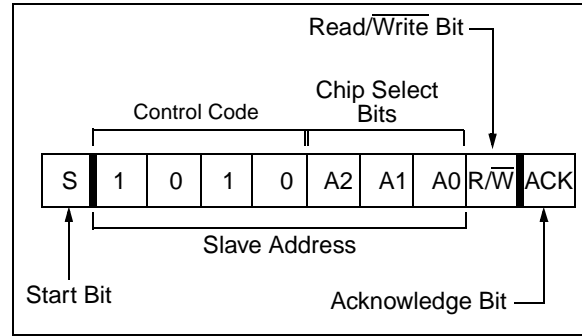 Read/Write Bit
Chip Select
Bits
Control Code
S 1 0 1 0 A2 A1 A0 R/W ACK
Slave Address
Start Bit
Acknowledge Bit